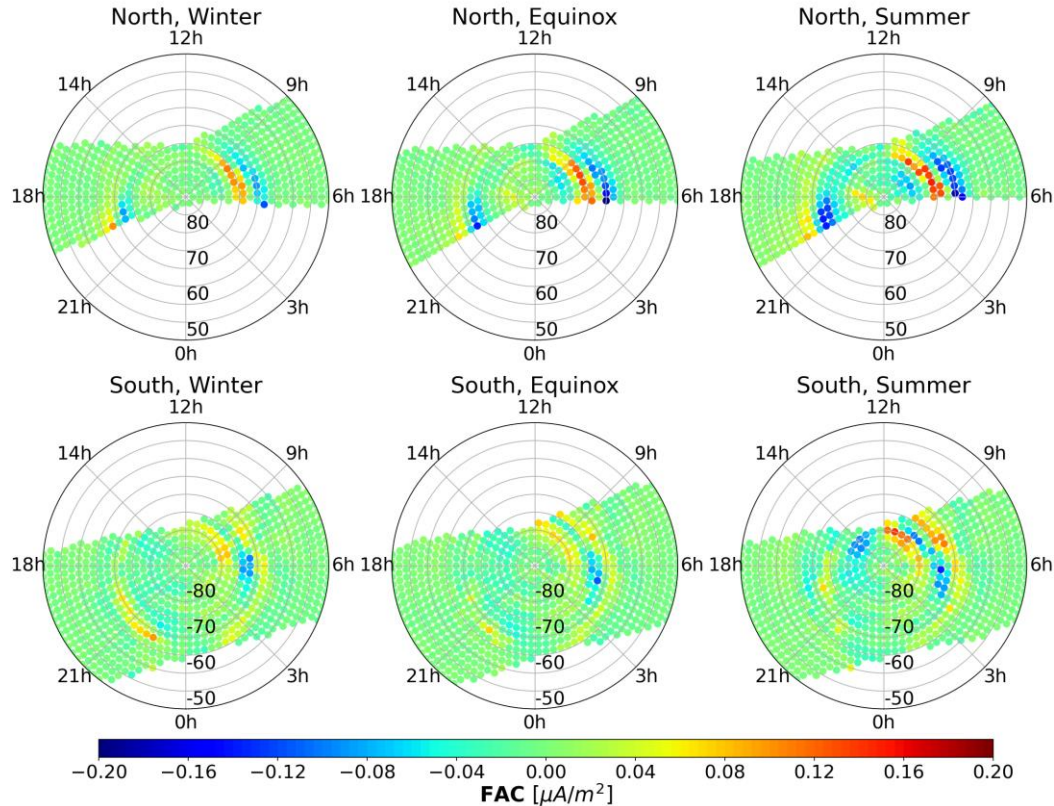 North, Winter
North, Equinox
North, Summer
12h
12h
12h
14h
9h
14h
9h
14h
9h
18h
6h
18h
6h
18h
6h
80
80
80
70
70
70
60
60
60
21h
3h
21h
3h
21h
3h
50
50
50
0h
0h
0h
South, Winter
South, Equinox
South, Summer
12h
12h
12h
14h
9h
14h
9h
14h
9h
18h
6h
18h
6h
18h
6h
-80
-80
-80
-70
-70
-70
-60
-60
-60
21h
3h
21h
3h
21h
3h
-50
-50
-50
0h
0h
0h
−0.20 −0.16 −0.12 −0.08 −0.04 0.00 0.04 0.08 0.12 0.16 0.20
FAC [μA/m²]